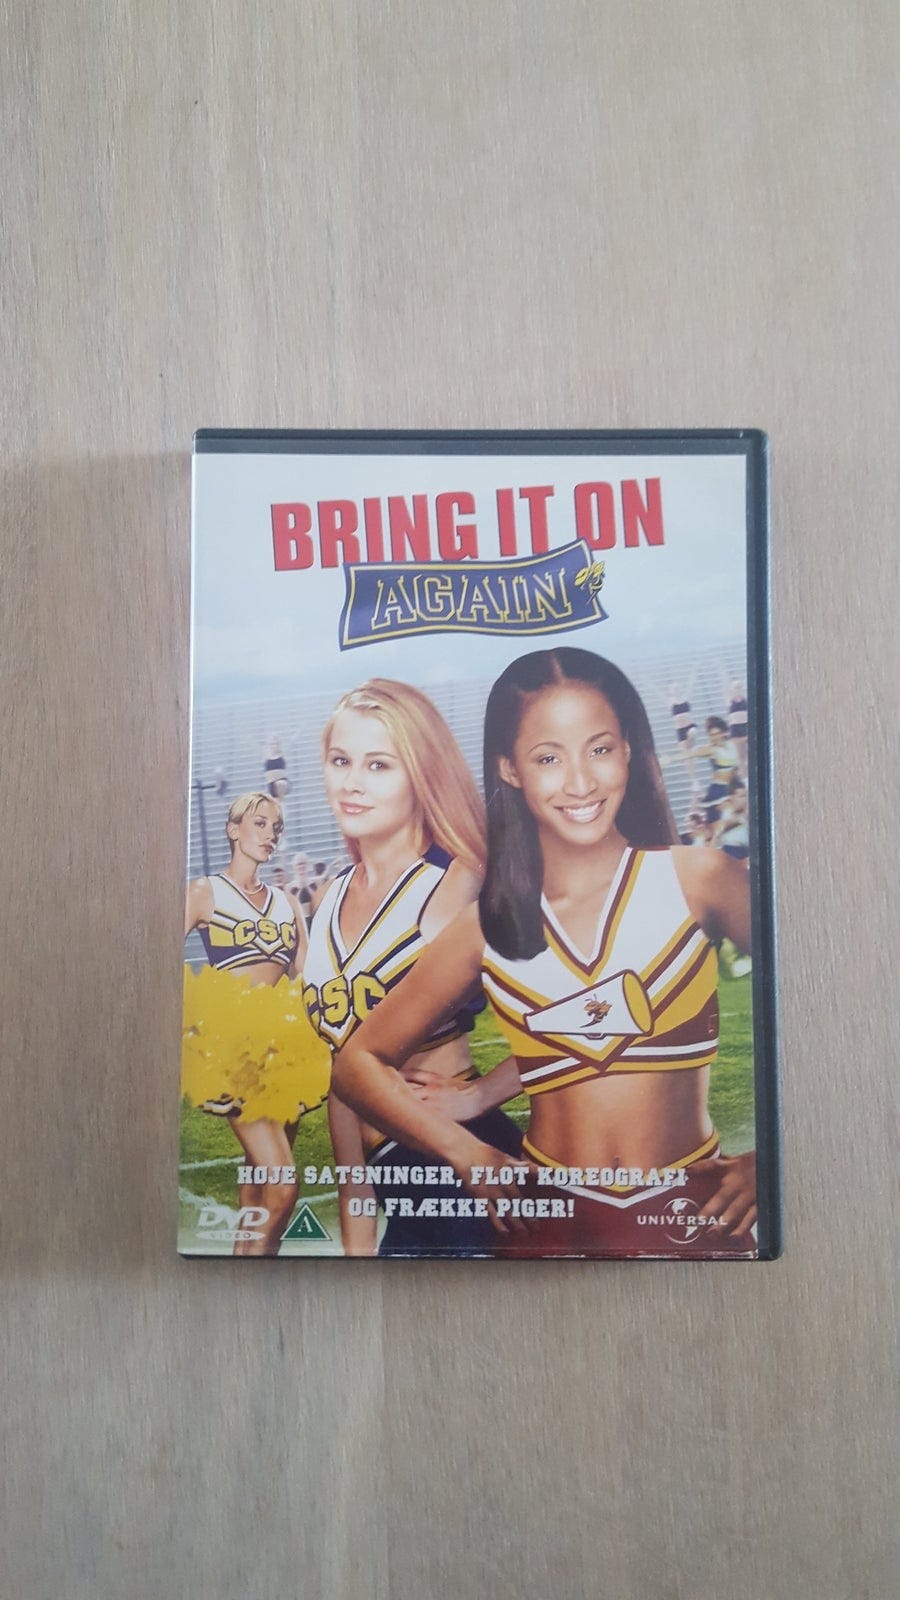 BRING IT ON
AGAIN
CSC
CSC
HØJE SATSNINGER, FLOT KOREOGRAFI
OG FRÆKKE PIGER!
DVD
VIDEO
A
UNIVERSAL